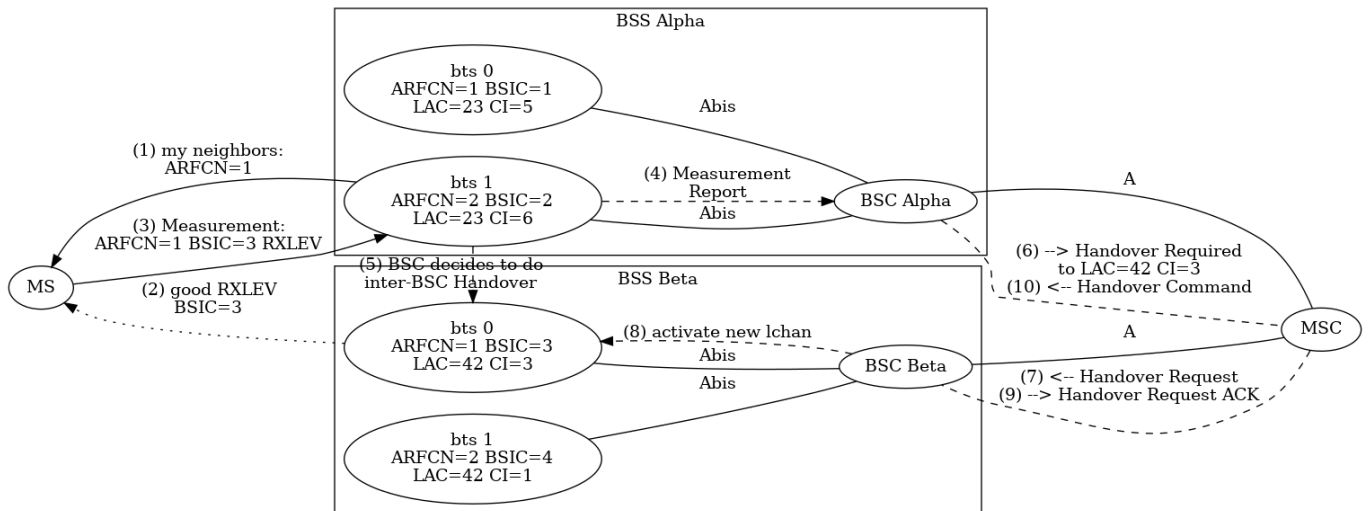 BSS Alpha
bts 0
ARFCN=1 BSIC=1
LAC=23 CI=5
Abis
(1) my neighbors:
ARFCN=1
bts 1
ARFCN=2 BSIC=2
LAC=23 CI=6
(4) Measurement
Report
Abis
BSC Alpha
A
(3) Measurement:
ARFCN=1 BSIC=3 RXLEV
(6) --> Handover Required
to LAC=42 CI=3
(10) <-- Handover Command
(5) BSC decides to do
inter-BSC Handover
BSS Beta
MS
(2) good RXLEV
BSIC=3
bts 0
ARFCN=1 BSIC=3
LAC=42 CI=3
(8) activate new lchan
Abis
Abis
BSC Beta
A
MSC
(7) <-- Handover Request
(9) --> Handover Request ACK
bts 1
ARFCN=2 BSIC=4
LAC=42 CI=1